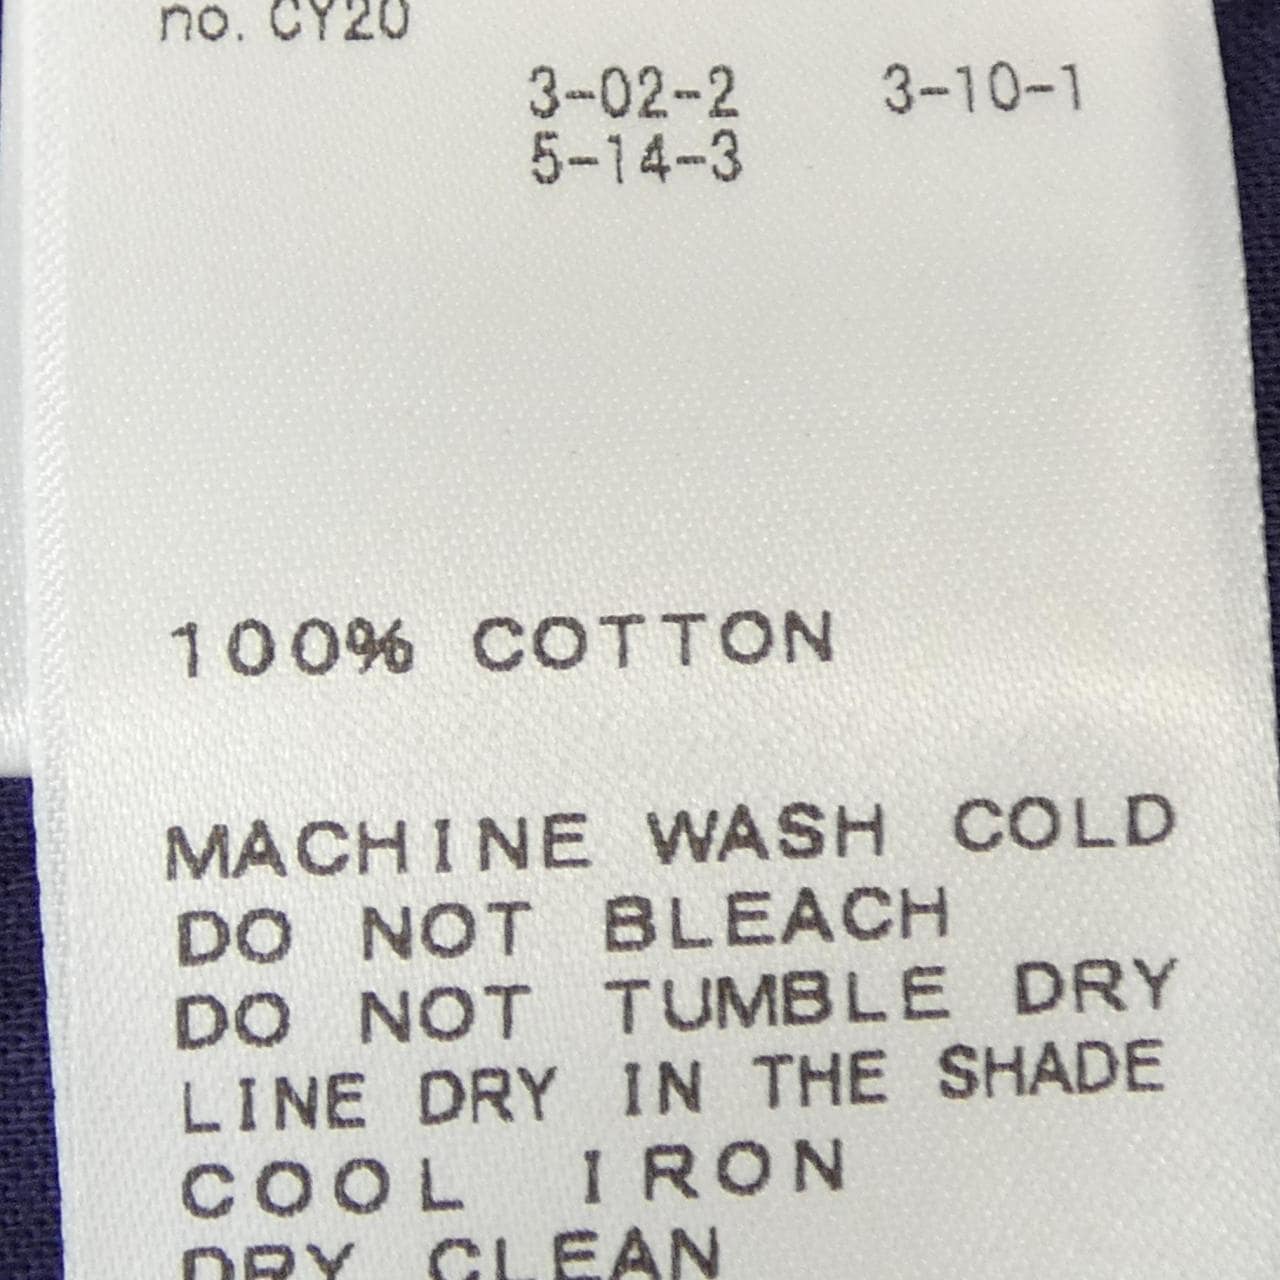 no. CY20
3-02-2 3-10-1
5-14-3
100% COTTON
MACHINE WASH COLD
DO NOT BLEACH
DO NOT TUMBLE DRY
LINE DRY IN THE SHADE
COOL IRON
DRY CLEAN